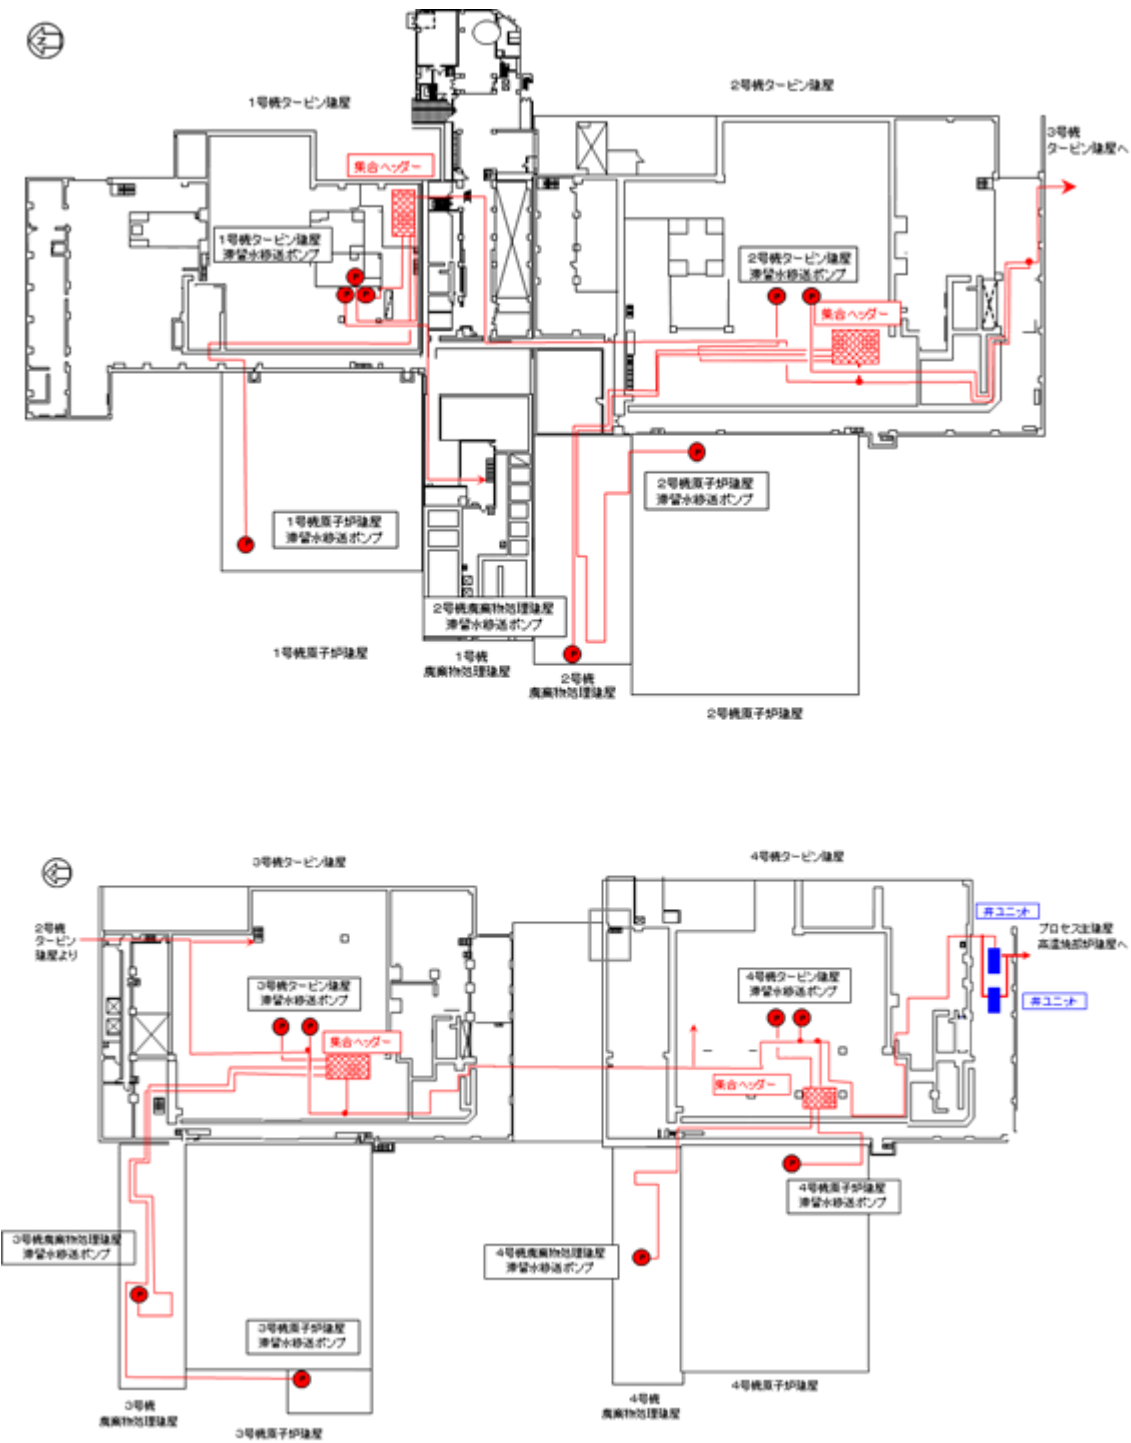 1号機タービン建屋
2号機タービン建屋
3号機
タービン建屋へ
集合ヘッダー
1号機タービン建屋
滞留水移送ポンプ
2号機タービン建屋
滞留水移送ポンプ
集合ヘッダー
2号機原子炉建屋
滞留水移送ポンプ
1号機原子炉建屋
滞留水移送ポンプ
2号機廃棄物処理建屋
滞留水移送ポンプ
1号機原子炉建屋
1号機
廃棄物処理建屋
2号機
廃棄物処理建屋
2号機原子炉建屋
3号機タービン建屋
4号機タービン建屋
2号機
タービン
建屋より
弁ユニット
プロセス主建屋
高温焼却炉建屋へ
3号機タービン建屋
滞留水移送ポンプ
4号機タービン建屋
滞留水移送ポンプ
弁ユニット
集合ヘッダー
集合ヘッダー
4号機原子炉建屋
滞留水移送ポンプ
3号機廃棄物処理建屋
滞留水移送ポンプ
4号機廃棄物処理建屋
滞留水移送ポンプ
3号機原子炉建屋
滞留水移送ポンプ
3号機
廃棄物処理建屋
3号機原子炉建屋
4号機
廃棄物処理建屋
4号機原子炉建屋